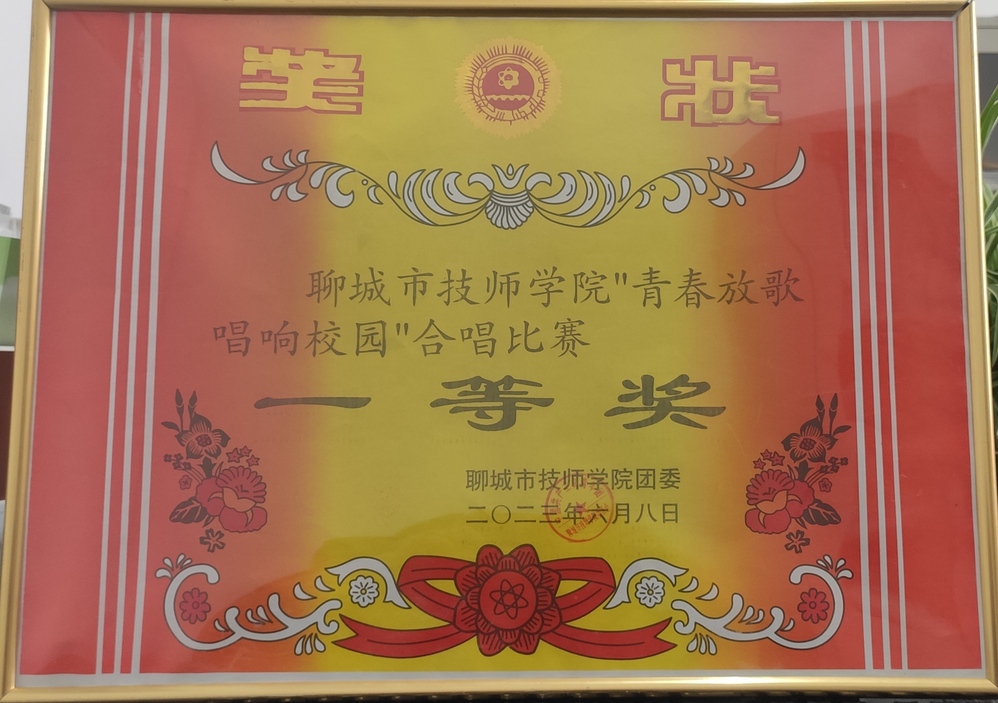 奖状
聊城市技师学院"青春放歌
唱响校园"合唱比赛
一等奖
聊城市技师学院团委
二〇二三年六月八日